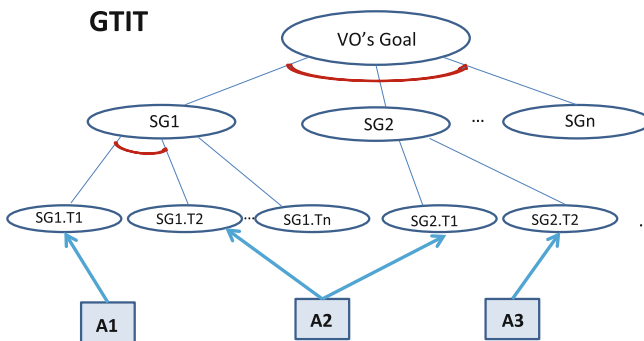 GTIT
VO's Goal
SG1
SG2
...
SGn
SG1.T1
SG1.T2
...
SG1.Tn
SG2.T1
SG2.T2
..
A1
A2
A3